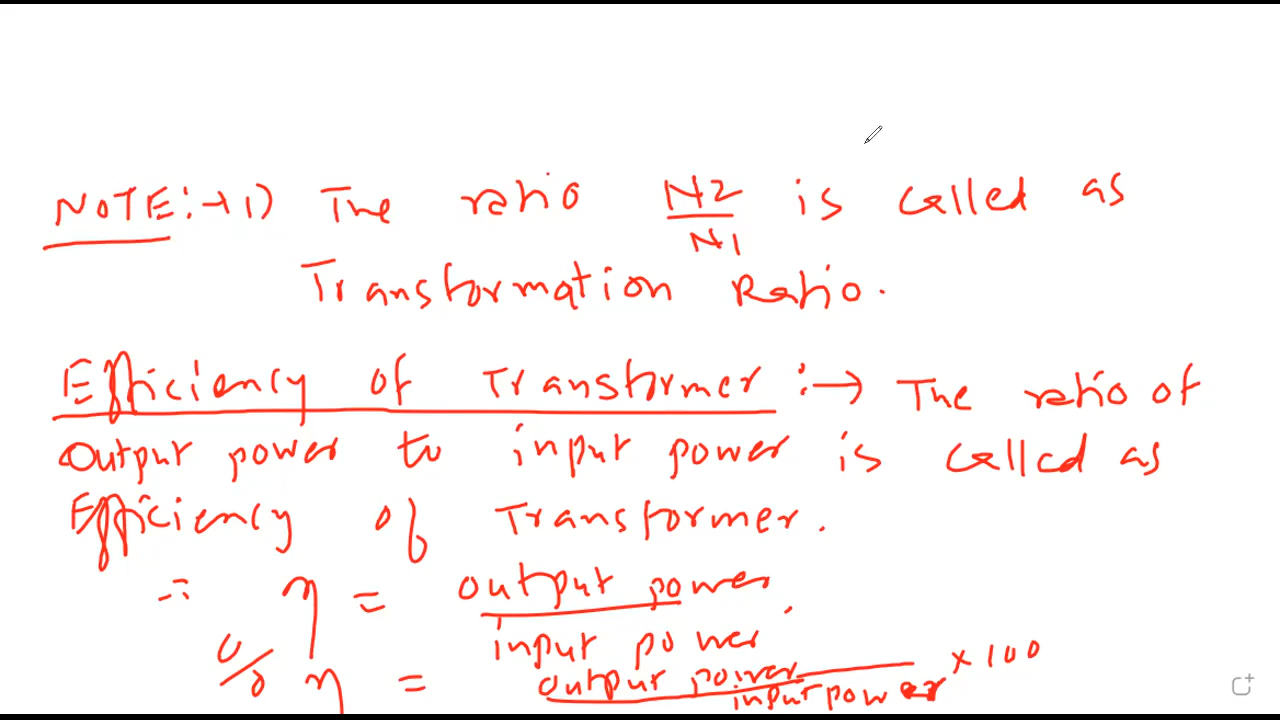 NOTE:→1) The ratio N2/N1 is called as
Transformation Ratio.
Efficiency of Transformer :→ The ratio of
output power to input power is called as
Efficiency of Transformer.
∴ η = output power / input power.
% η = output power / input power × 100